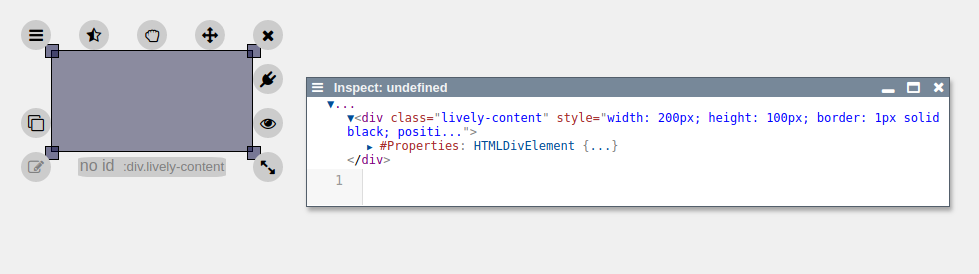 no id :div.lively-content
Inspect: undefined
▼...
▼<div class="lively-content" style="width: 200px; height: 100px; border: 1px solid
black; positi...">
▶ #Properties: HTMLDivElement {...}
</div>
1